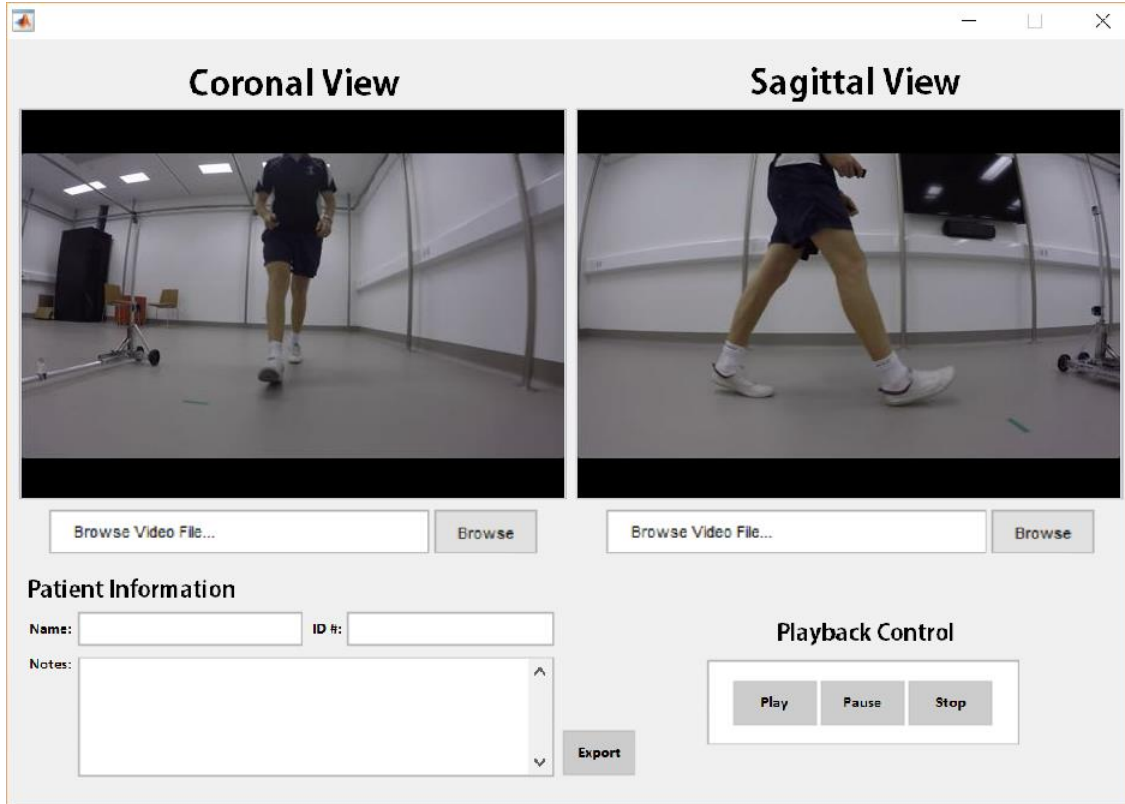 Coronal View
Sagittal View
Browse Video File...
Browse
Browse Video File...
Browse
Patient Information
Name:
ID #:
Notes:
Export
Playback Control
Play
Pause
Stop